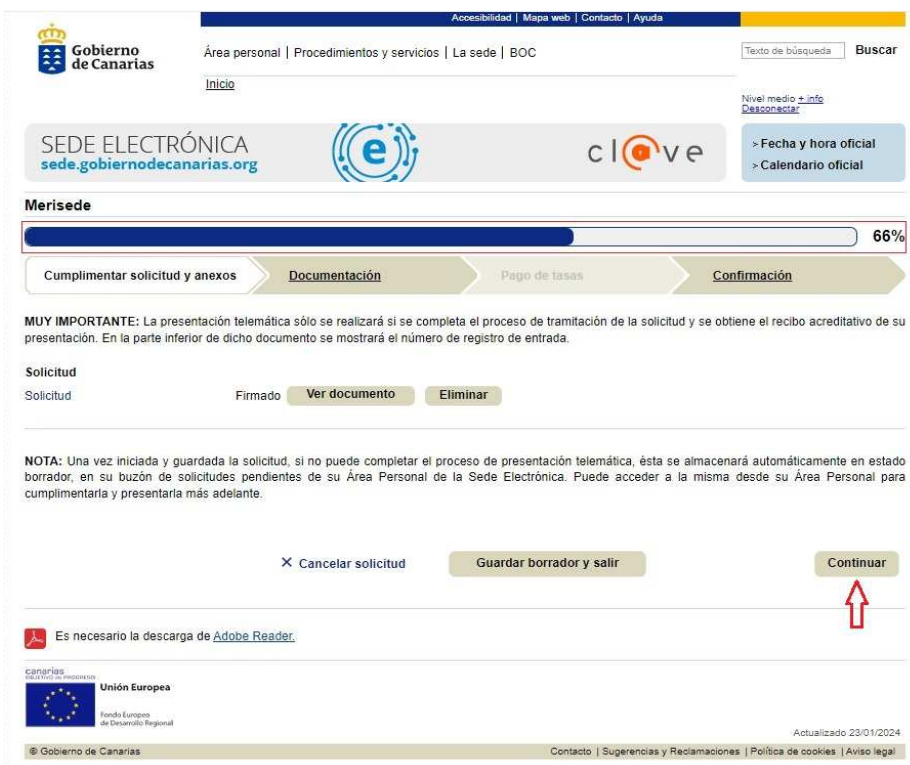 Accesibilidad | Mapa web | Contacto | Ayuda
Gobierno
de Canarias
Área personal | Procedimientos y servicios | La sede | BOC
Texto de búsqueda Buscar
Inicio
Nivel medio + info
Desconectar
SEDE ELECTRÓNICA
sede.gobiernodecanarias.org
e
cl@ve
> Fecha y hora oficial
> Calendario oficial
Merisede
66%
Cumplimentar solicitud y anexos Documentación Pago de tasas Confirmación
MUY IMPORTANTE: La presentación telemática sólo se realizará si se completa el proceso de tramitación de la solicitud y se obtiene el recibo acreditativo de su
presentación. En la parte inferior de dicho documento se mostrará el número de registro de entrada.
Solicitud
Solicitud Firmado Ver documento Eliminar
NOTA: Una vez iniciada y guardada la solicitud, si no puede completar el proceso de presentación telemática, ésta se almacenará automáticamente en estado
borrador, en su buzón de solicitudes pendientes de su Área Personal de la Sede Electrónica. Puede acceder a la misma desde su Área Personal para
cumplimentarla y presentarla más adelante.
X Cancelar solicitud Guardar borrador y salir Continuar
Es necesario la descarga de Adobe Reader.
canarias
OBJETIVO DE PROGRESO
Unión Europea
Fondo Europeo
de Desarrollo Regional
Actualizado 23/01/2024
© Gobierno de Canarias Contacto | Sugerencias y Reclamaciones | Política de cookies | Aviso legal